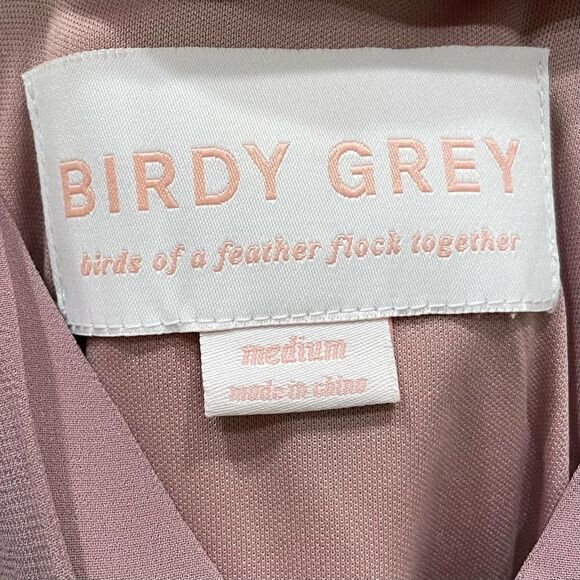 BIRDY GREY
birds of a feather flock together
medium
made in china